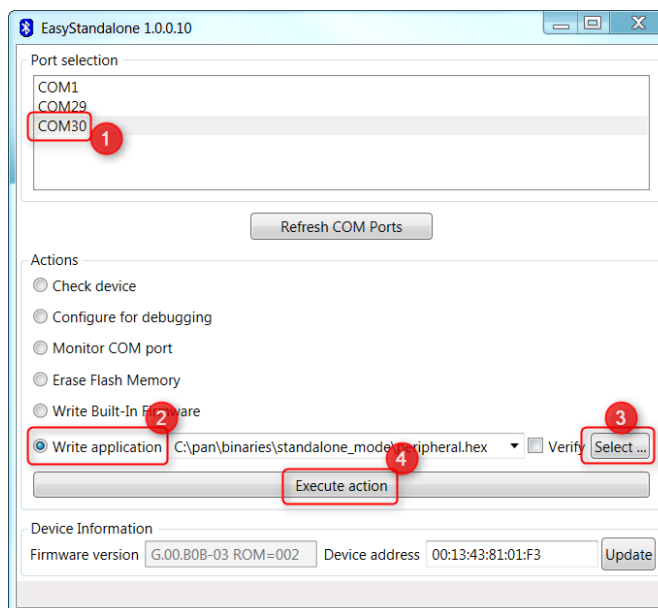 EasyStandalone 1.0.0.10
Port selection
COM1
COM29
COM30
1
Refresh COM Ports
Actions
Check device
Configure for debugging
Monitor COM port
Erase Flash Memory
Write Built-In Firmware
2
3
Write application C:\pan\binaries\standalone_mode\peripheral.hex Verify Select ...
4
Execute action
Device Information
Firmware version G.00.B0B-03 ROM=002 Device address 00:13:43:81:01:F3 Update